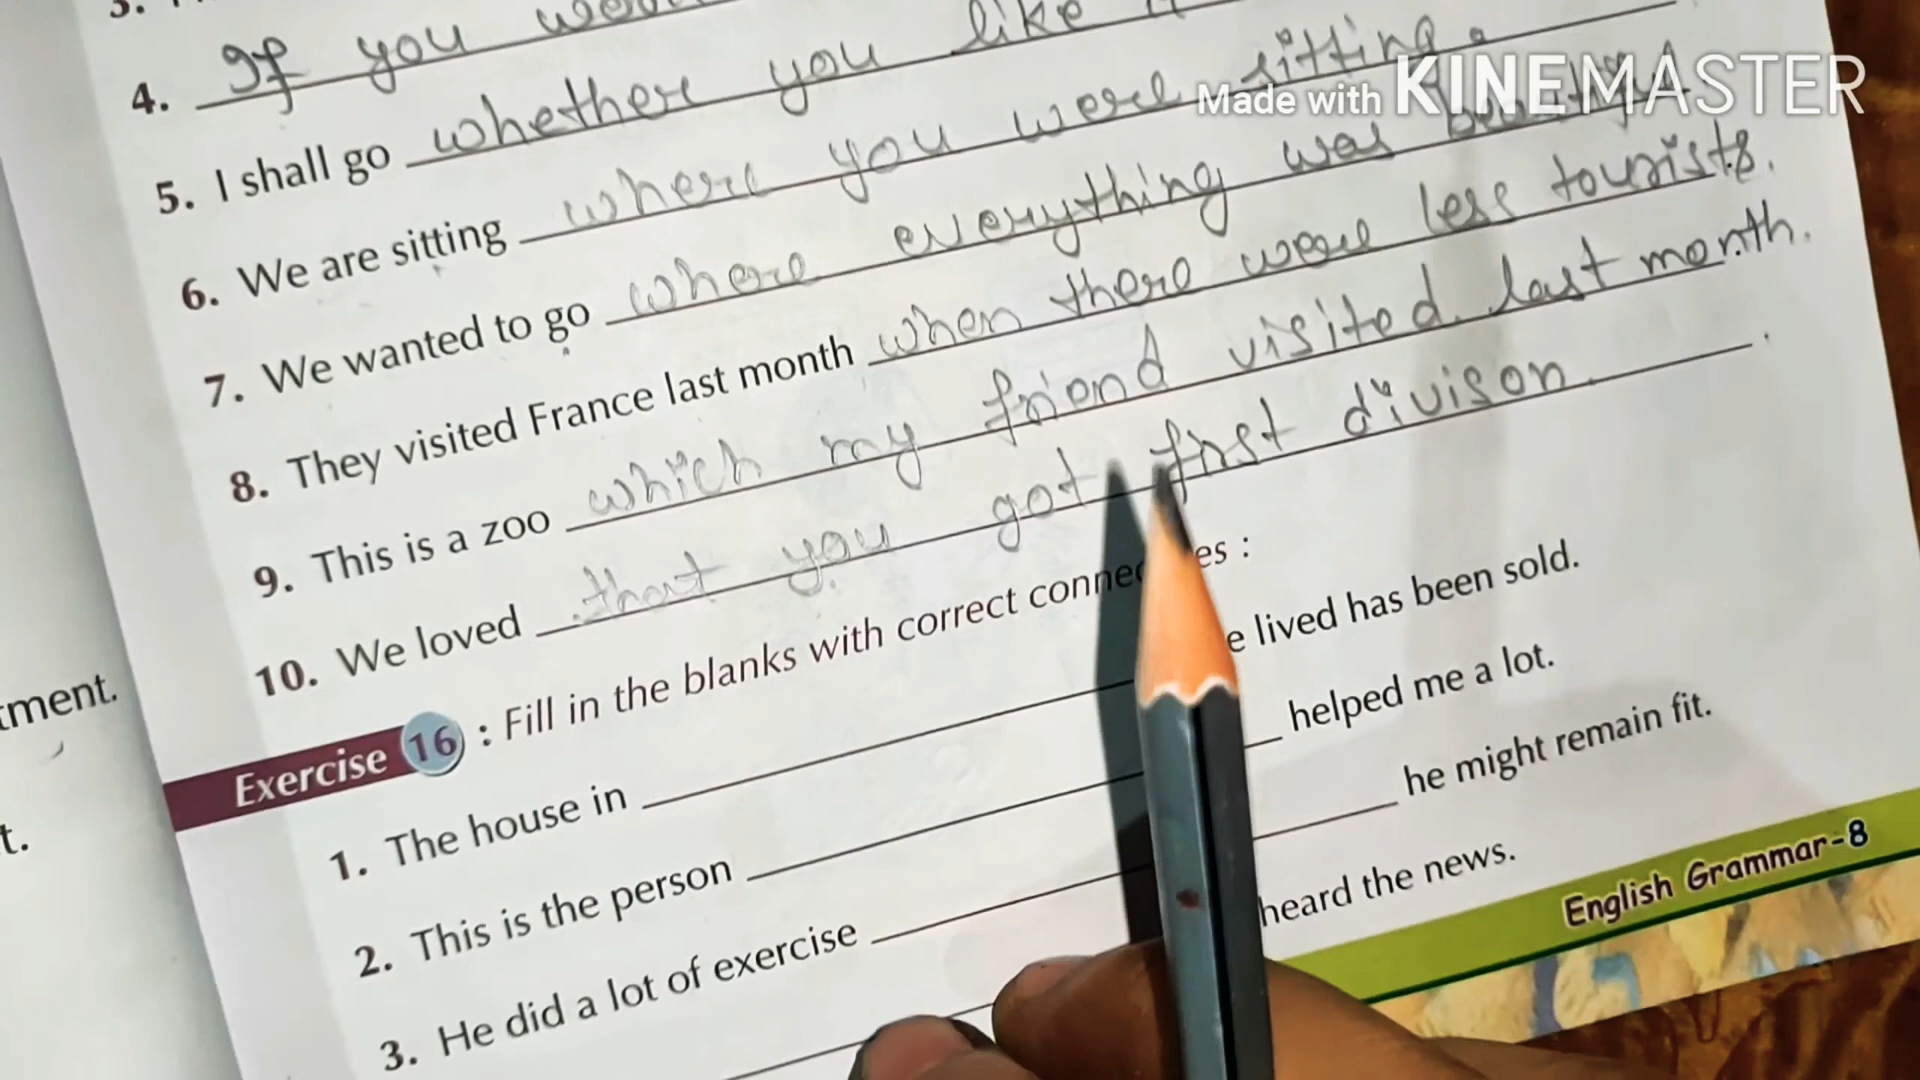 3.
4. If you
5. I shall go whether you like
6. We are sitting where you were sitting.
7. We wanted to go where everything was
8. They visited France last month when there were less tourists.
9. This is a zoo which my friend visited last month.
10. We loved that you got first divison.
Exercise 16 : Fill in the blanks with correct connec es :
1. The house in e lived has been sold.
2. This is the person helped me a lot.
3. He did a lot of exercise he might remain fit.
heard the news.
English Grammar-8
tment.
t.
Made with KINEMASTER